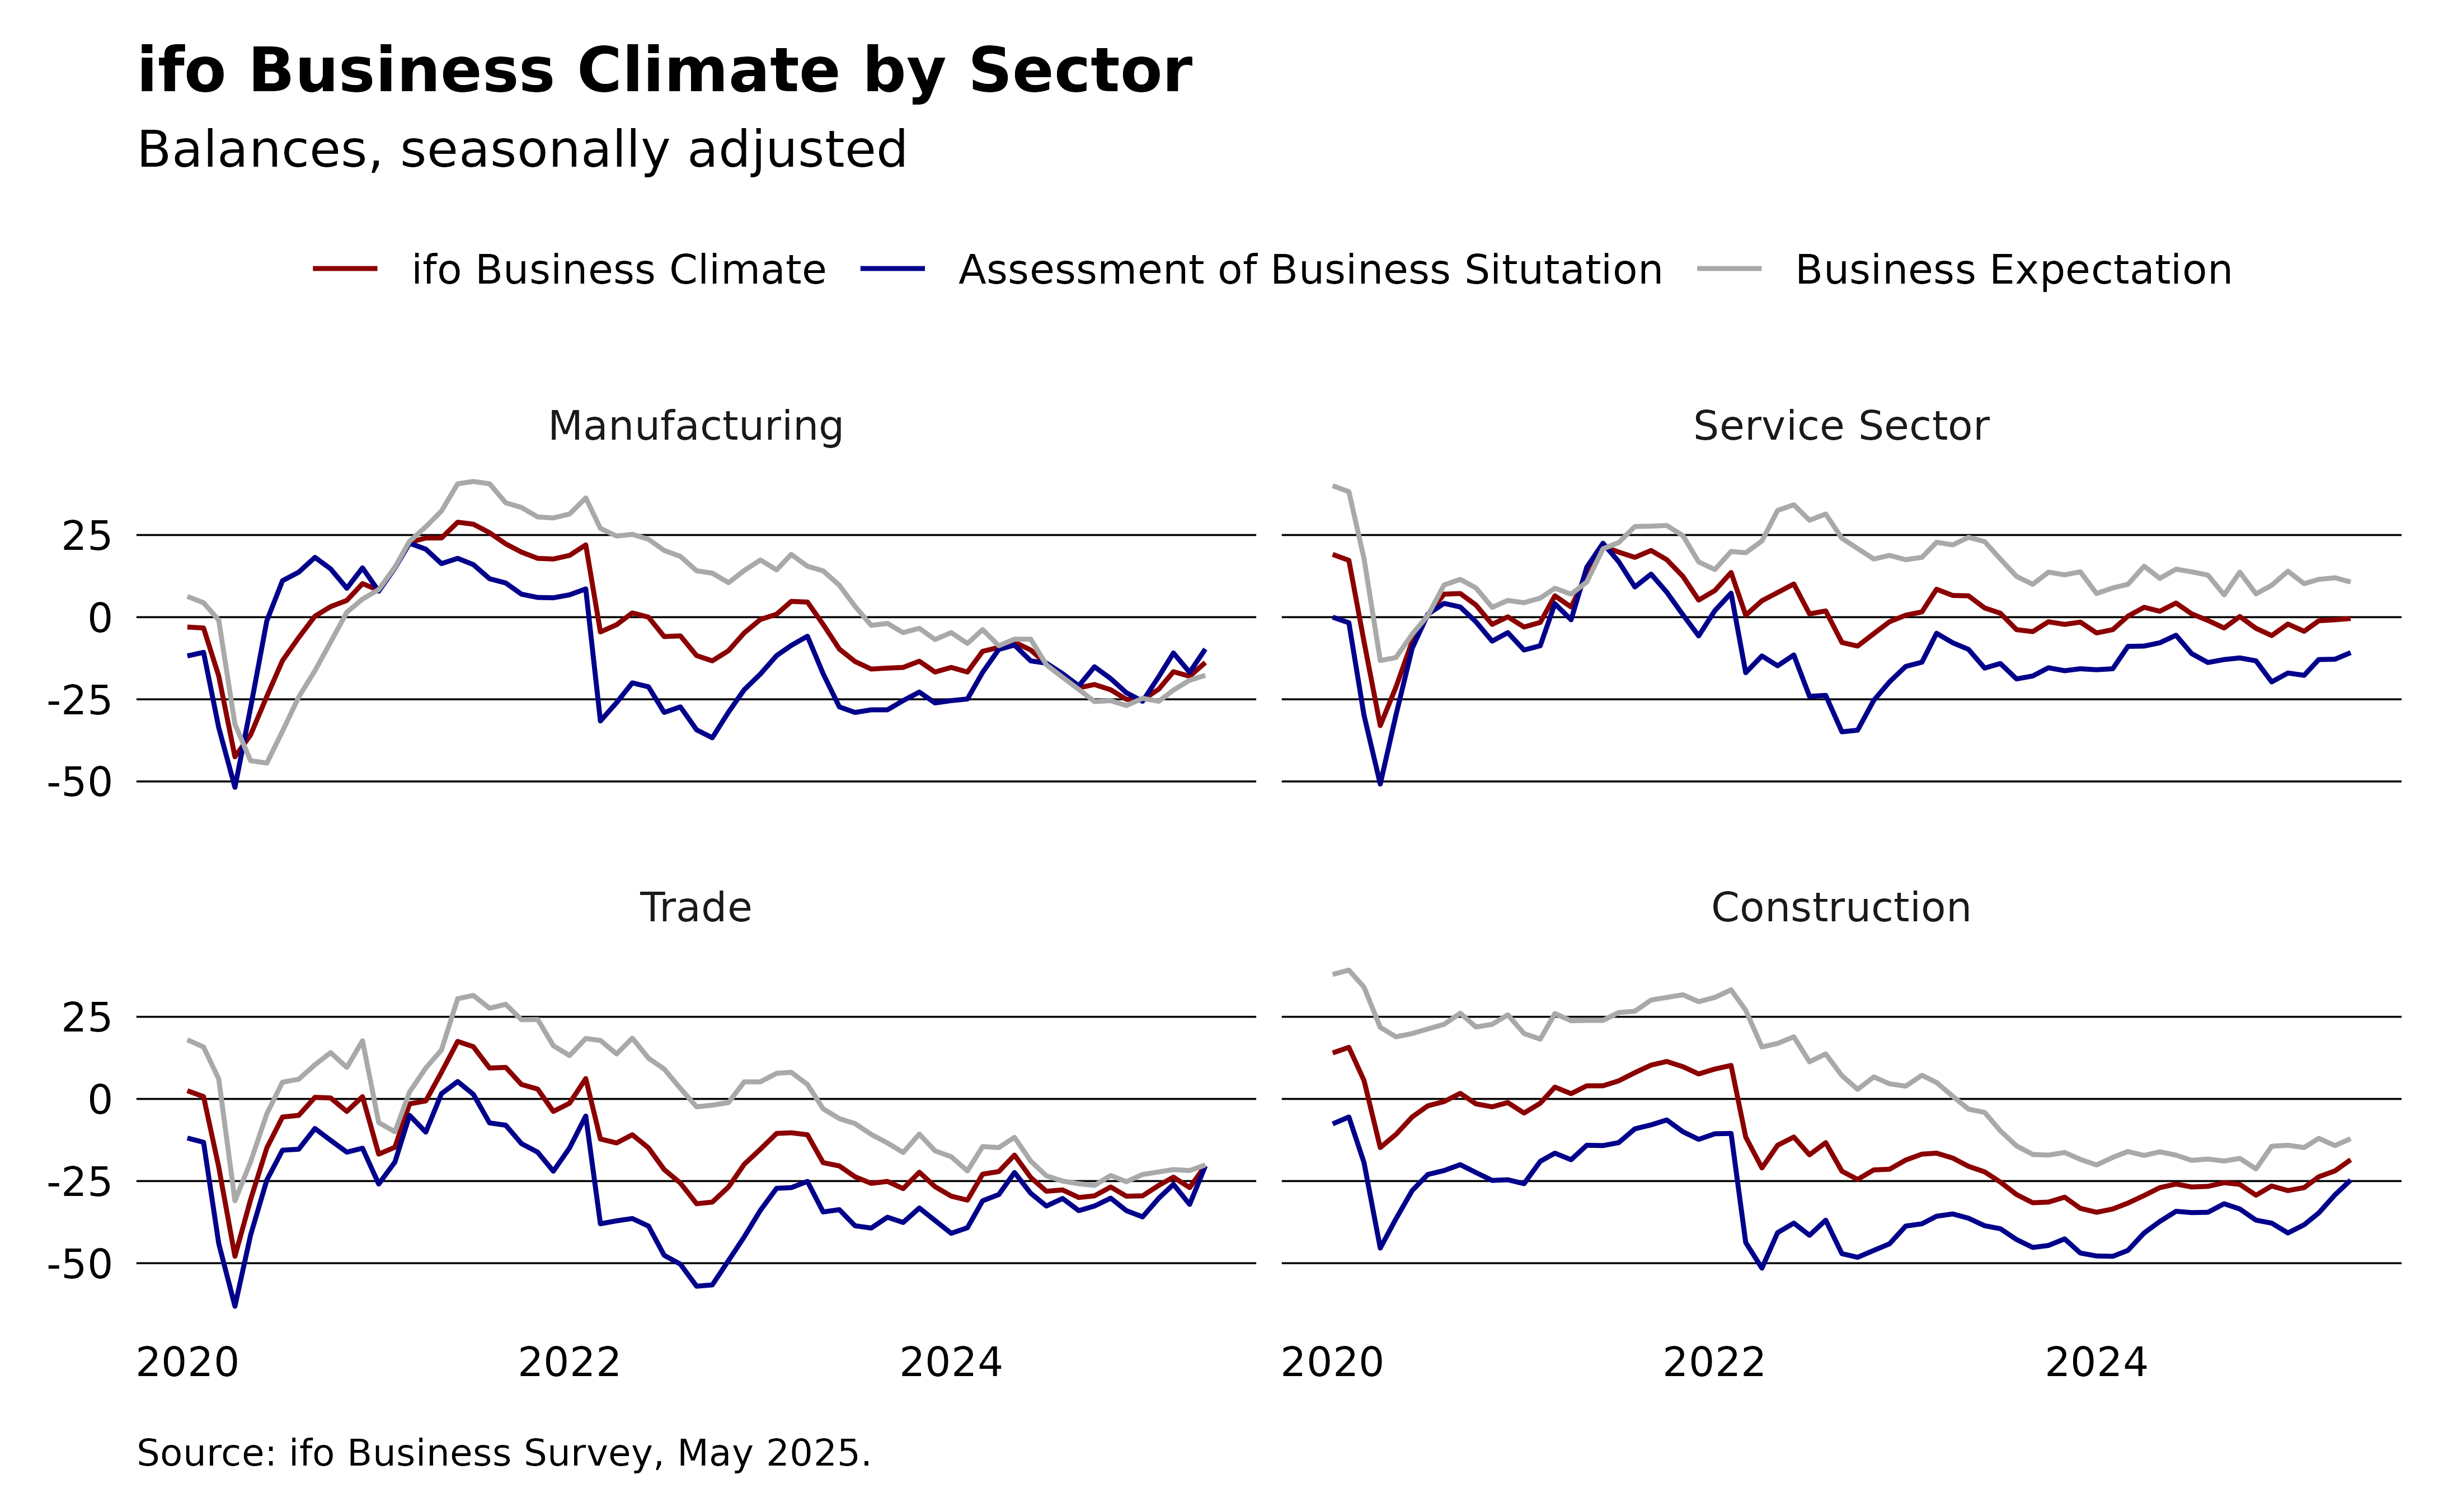 ifo Business Climate by Sector
Balances, seasonally adjusted
ifo Business Climate Assessment of Business Situtation Business Expectation
Manufacturing Service Sector
25
0
-25
-50
Trade Construction
25
0
-25
-50
2020 2022 2024 2020 2022 2024
Source: ifo Business Survey, May 2025.